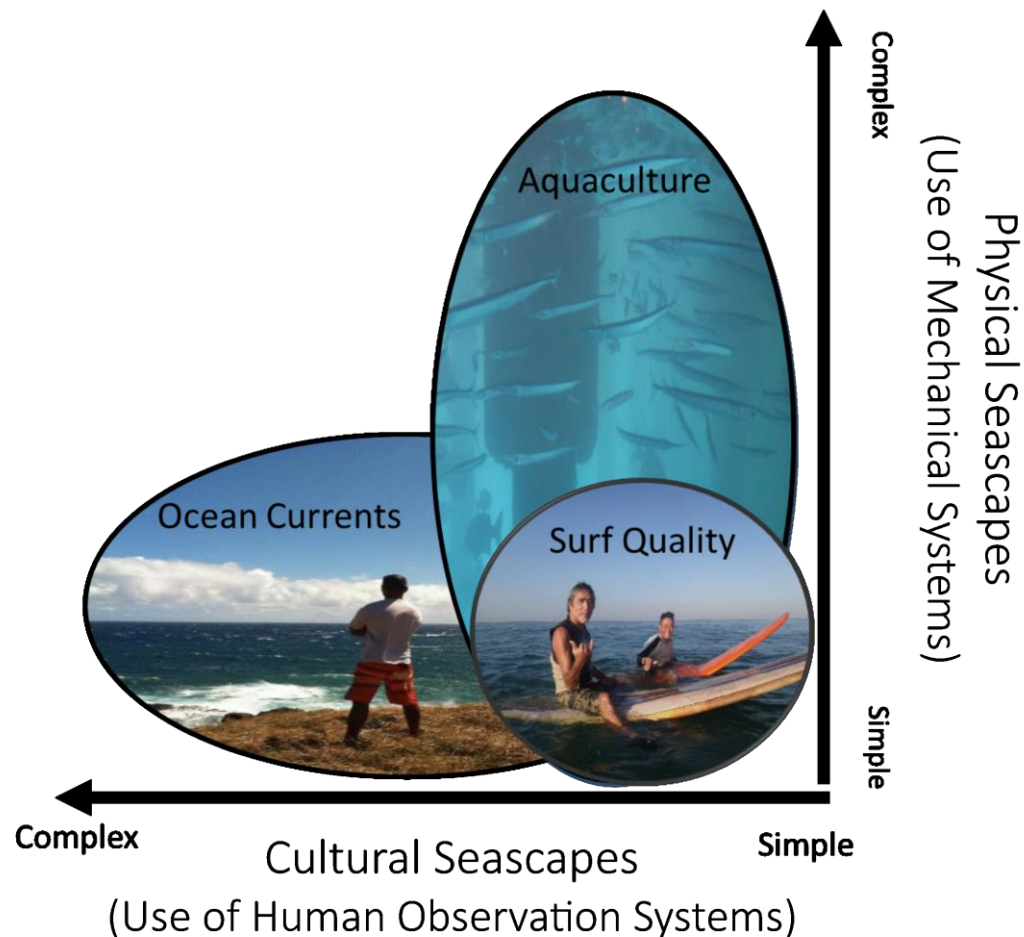 Complex
Aquaculture
Physical Seascapes
(Use of Mechanical Systems)
Ocean Currents
Surf Quality
Simple
Complex
Simple
Cultural Seascapes
(Use of Human Observation Systems)